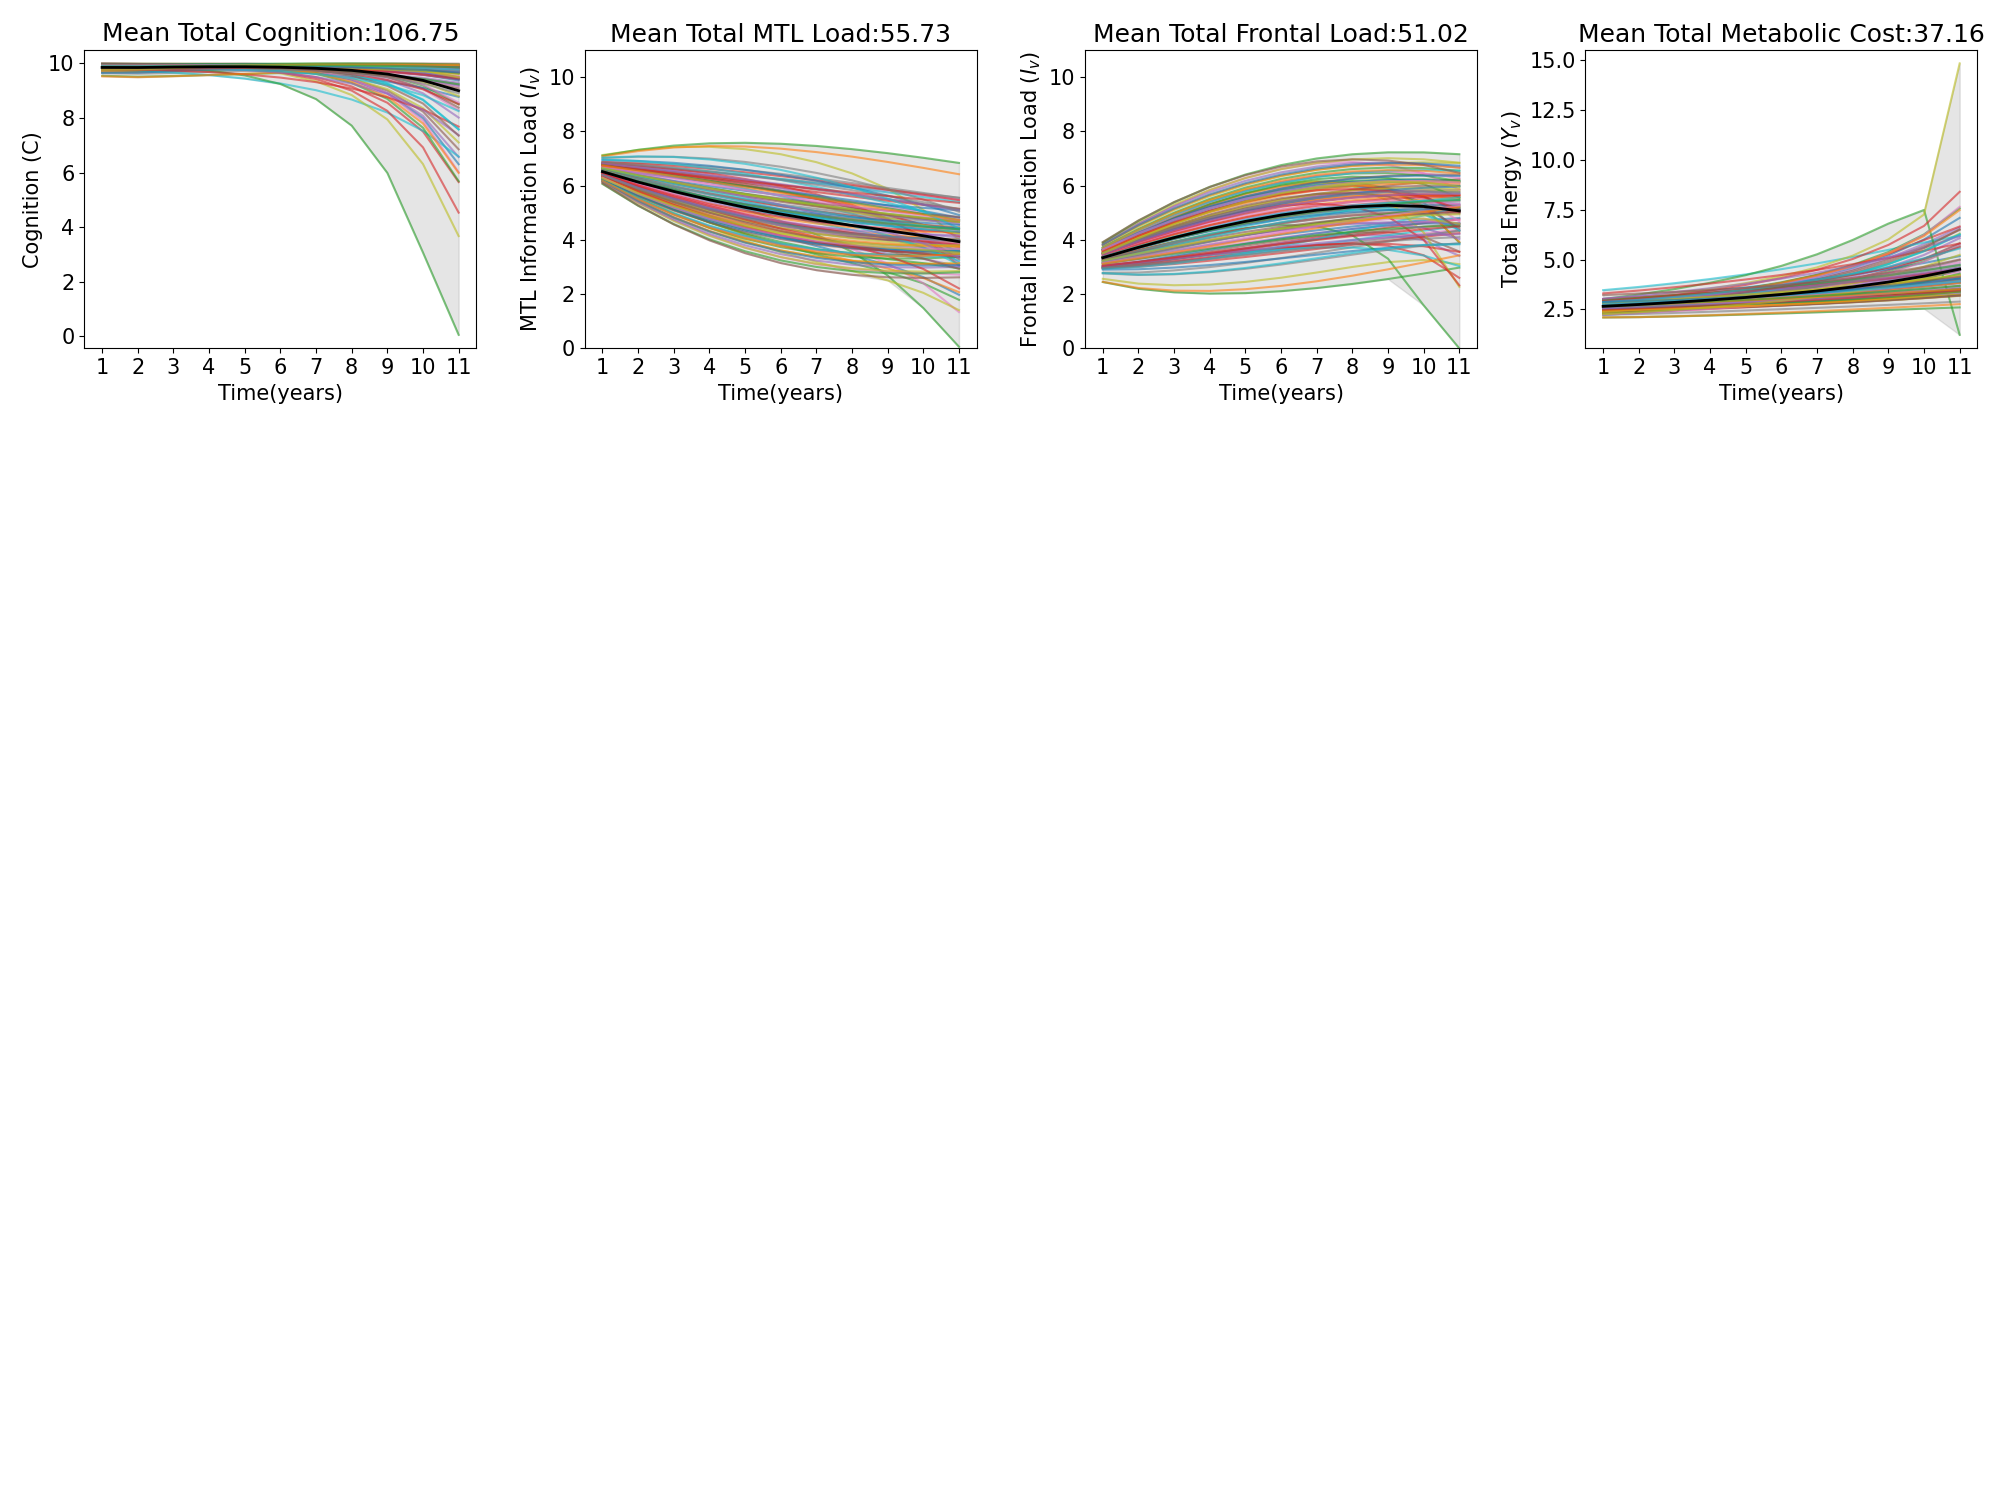 Mean Total Cognition:106.75
Cognition (C)
10
8
6
4
2
0
1 2 3 4 5 6 7 8 9 10 11
Time(years)
Mean Total MTL Load:55.73
MTL Information Load (Iᵥ)
10
8
6
4
2
0
1 2 3 4 5 6 7 8 9 10 11
Time(years)
Mean Total Frontal Load:51.02
Frontal Information Load (Iᵥ)
10
8
6
4
2
0
1 2 3 4 5 6 7 8 9 10 11
Time(years)
Mean Total Metabolic Cost:37.16
Total Energy (Yᵥ)
15.0
12.5
10.0
7.5
5.0
2.5
1 2 3 4 5 6 7 8 9 10 11
Time(years)